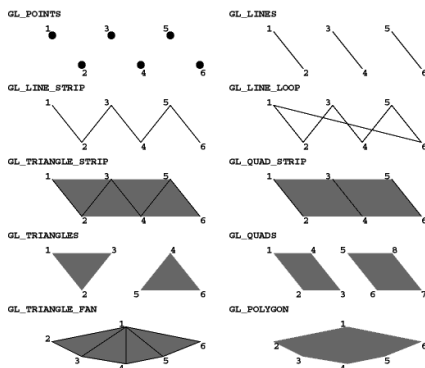 GL_POINTS
1 3 5
2 4 6
GL_LINES
1 3 5
2 4 6
GL_LINE_STRIP
1 3 5
2 4 6
GL_LINE_LOOP
1 3 5
2 4 6
GL_TRIANGLE_STRIP
1 3 5
2 4 6
GL_QUAD_STRIP
1 3 5
2 4 6
GL_TRIANGLES
1 3 4
2 5 6
GL_QUADS
1 4 5 8
2 3 6 7
GL_TRIANGLE_FAN
1
2 6
3 5
4
GL_POLYGON
1
2 6
3 5
4